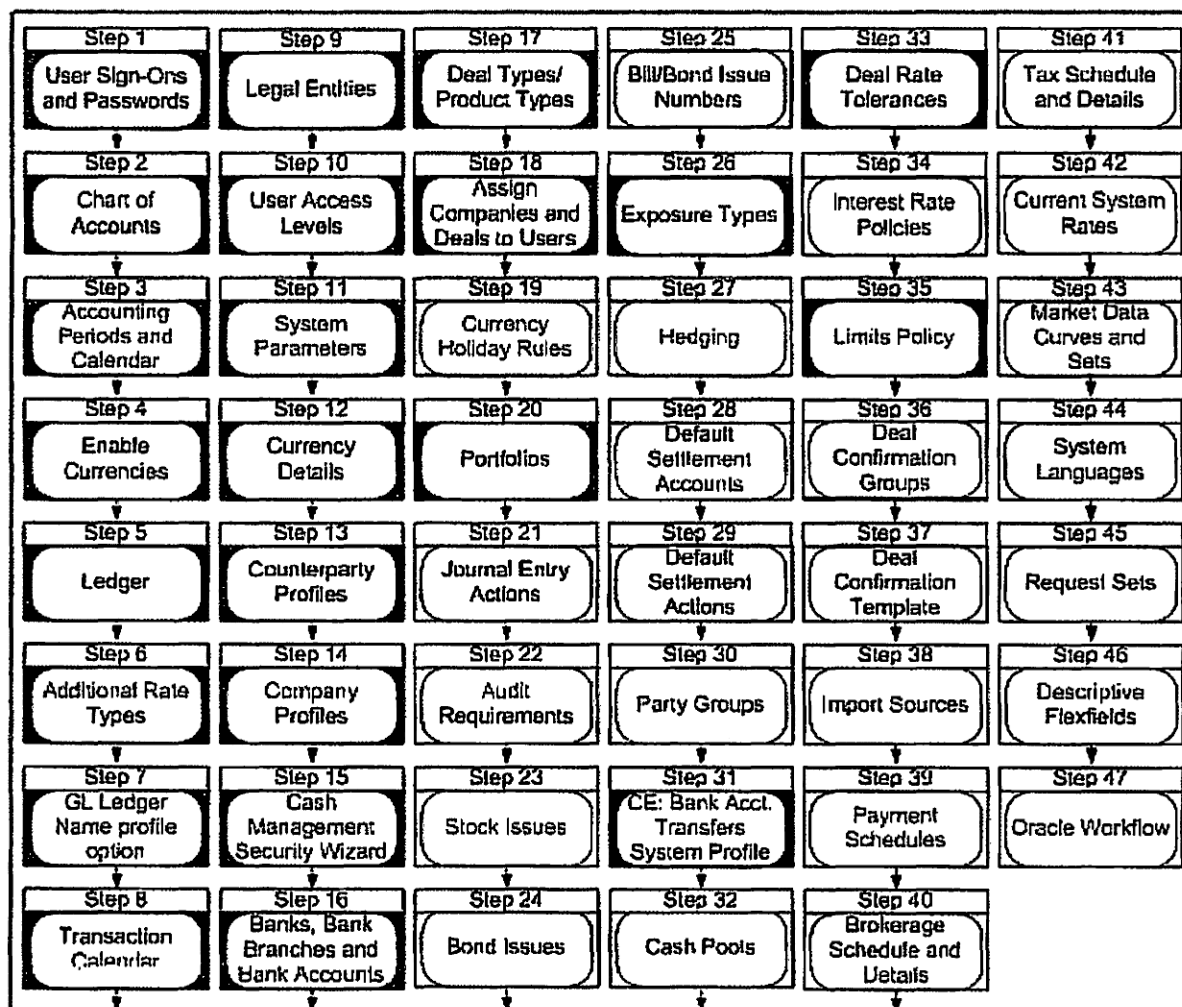 Step 1
User Sign-Ons
and Passwords
Step 2
Chart of
Accounts
Step 3
Accounting
Periods and
Calendar
Step 4
Enable
Currencies
Step 5
Ledger
Step 6
Additional Rate
Types
Step 7
GL Ledger
Name profile
option
Step 8
Transaction
Calendar
Step 9
Legal Entities
Step 10
User Access
Levels
Step 11
System
Parameters
Step 12
Currency
Details
Step 13
Counterparty
Profiles
Step 14
Company
Profiles
Step 15
Cash
Management
Security Wizard
Step 16
Banks, Bank
Branches and
Bank Accounts
Step 17
Deal Types/
Product Types
Step 18
Assign
Companies and
Deals to Users
Step 19
Currency
Holiday Rules
Step 20
Portfolios
Step 21
Journal Entry
Actions
Step 22
Audit
Requirements
Step 23
Stock Issues
Step 24
Bond Issues
Step 25
Bill/Bond Issue
Numbers
Step 26
Exposure Types
Step 27
Hedging
Step 28
Default
Settlement
Accounts
Step 29
Default
Settlement
Actions
Step 30
Party Groups
Step 31
CE: Bank Acct.
Transfers
System Profile
Step 32
Cash Pools
Step 33
Deal Rate
Tolerances
Step 34
Interest Rate
Policies
Step 35
Limits Policy
Step 36
Deal
Confirmation
Groups
Step 37
Deal
Confirmation
Template
Step 38
Import Sources
Step 39
Payment
Schedules
Step 40
Brokerage
Schedule and
Details
Step 41
Tax Schedule
and Details
Step 42
Current System
Rates
Step 43
Market Data
Curves and
Sets
Step 44
System
Languages
Step 45
Request Sets
Step 46
Descriptive
Flexfields
Step 47
Oracle Workflow